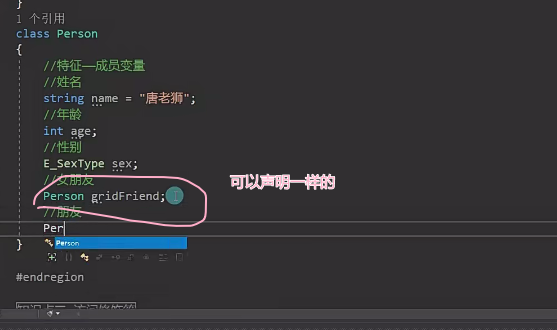 }
1 个引用
class Person
{
//特征——成员变量
//姓名
string name = "唐老狮";
//年龄
int age;
//性别
E_SexType sex;
//女朋友
Person gridFriend;
可以声明一样的
//朋友
Per
Person
}
#endregion